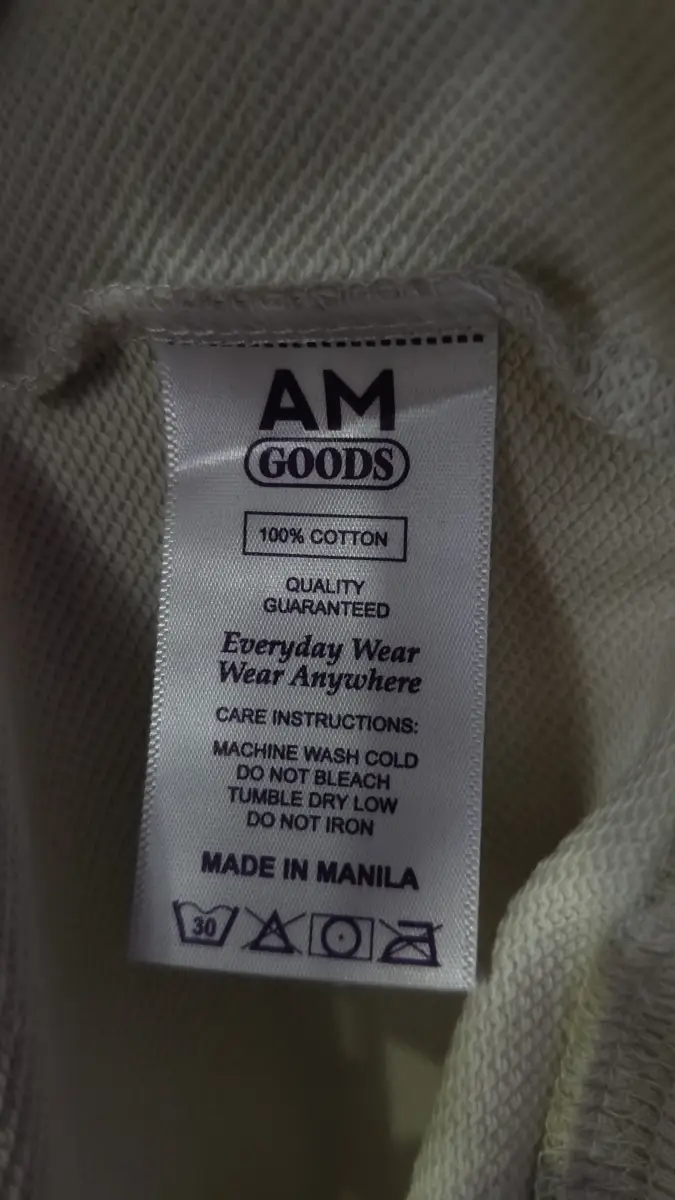 AM
GOODS
100% COTTON
QUALITY
GUARANTEED
Everyday Wear
Wear Anywhere
CARE INSTRUCTIONS:
MACHINE WASH COLD
DO NOT BLEACH
TUMBLE DRY LOW
DO NOT IRON
MADE IN MANILA
30